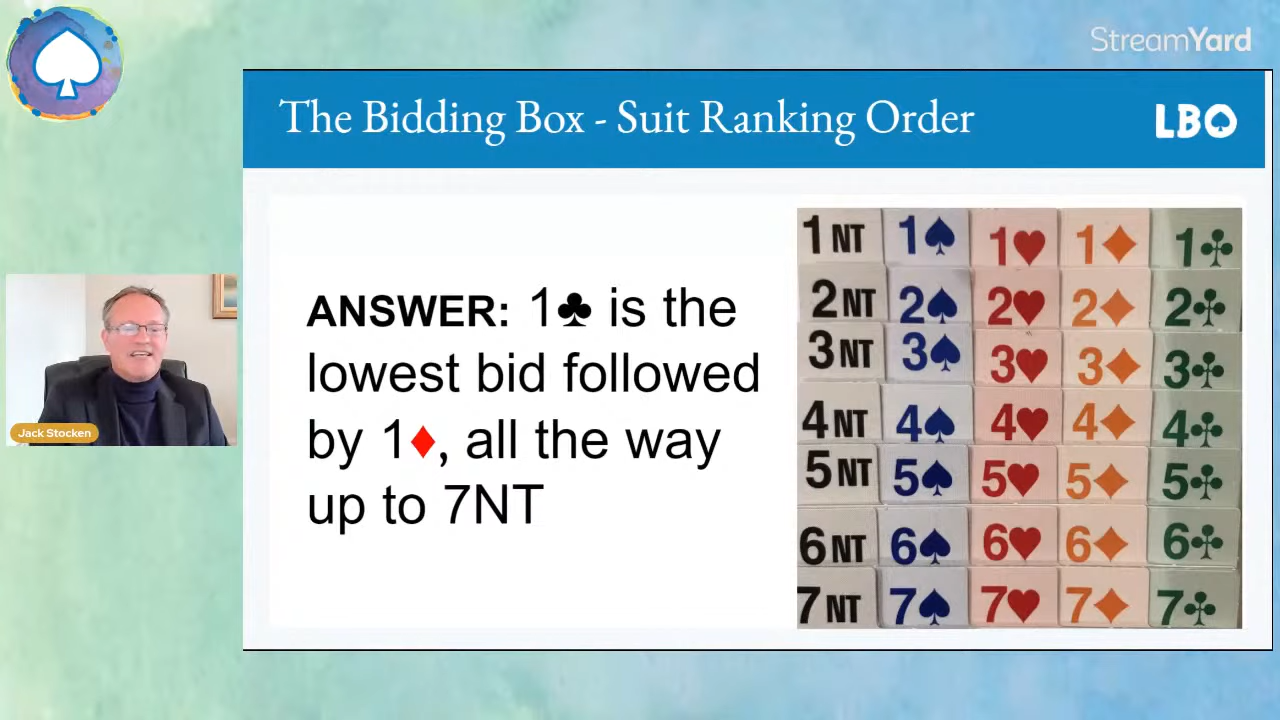 StreamYard
The Bidding Box - Suit Ranking Order
LBO
ANSWER: 1♣ is the
lowest bid followed
by 1♦, all the way
up to 7NT
1NT 1♠ 1♥ 1♦ 1♣
2NT 2♠ 2♥ 2♦ 2♣
3NT 3♠ 3♥ 3♦ 3♣
4NT 4♠ 4♥ 4♦ 4♣
5NT 5♠ 5♥ 5♦ 5♣
6NT 6♠ 6♥ 6♦ 6♣
7NT 7♠ 7♥ 7♦ 7♣
Jack Stocken